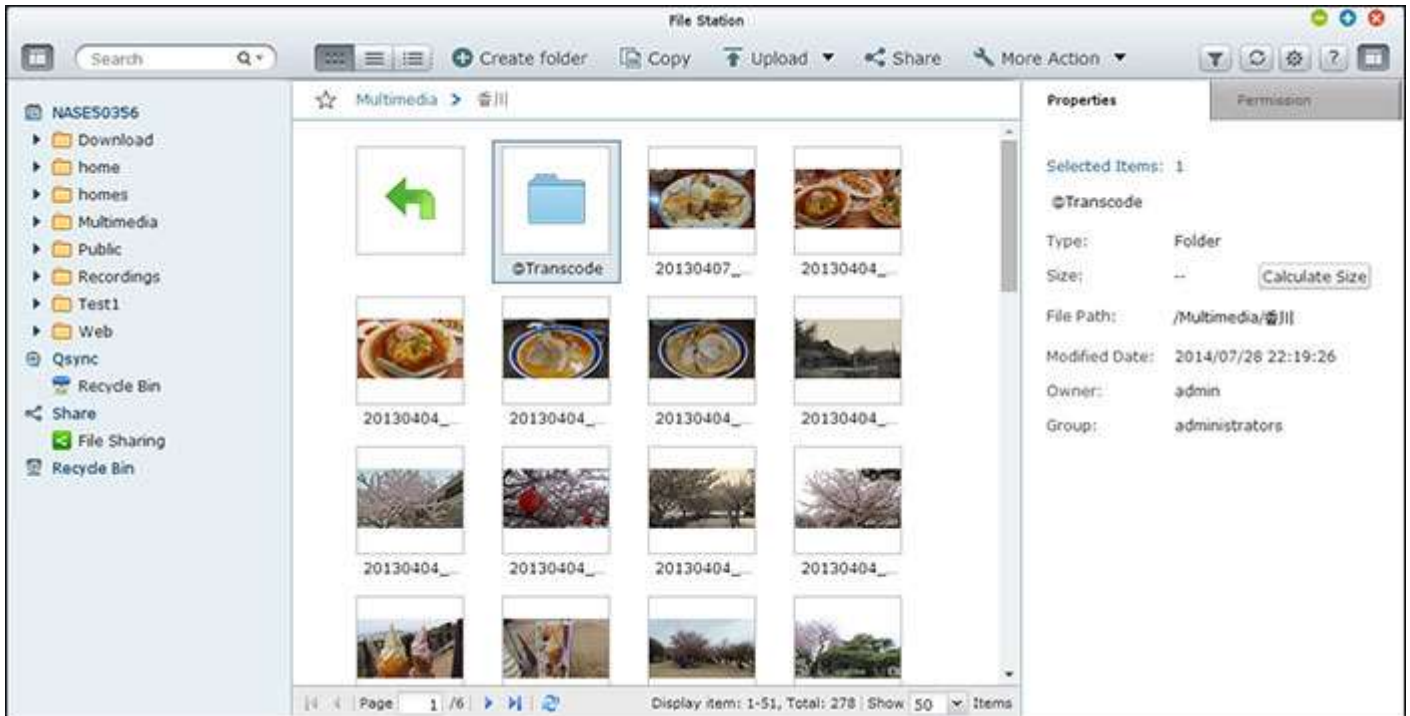 File Station
Search
Create folder
Copy
Upload
Share
More Action
?
NASE50356
Download
home
homes
Multimedia
Public
Recordings
Test1
Web
Qsync
Recycle Bin
Share
File Sharing
Recycle Bin
Multimedia > 香川
@Transcode
20130407_...
20130404_...
20130404_...
20130404_...
20130404_...
20130404_...
20130404_...
20130404_...
20130404_...
20130404_...
Page 1 /6
Display item: 1-51, Total: 278 Show 50 Items
Properties
Permission
Selected Items: 1
@Transcode
Type: Folder
Size: -- Calculate Size
File Path: /Multimedia/香川
Modified Date: 2014/07/28 22:19:26
Owner: admin
Group: administrators